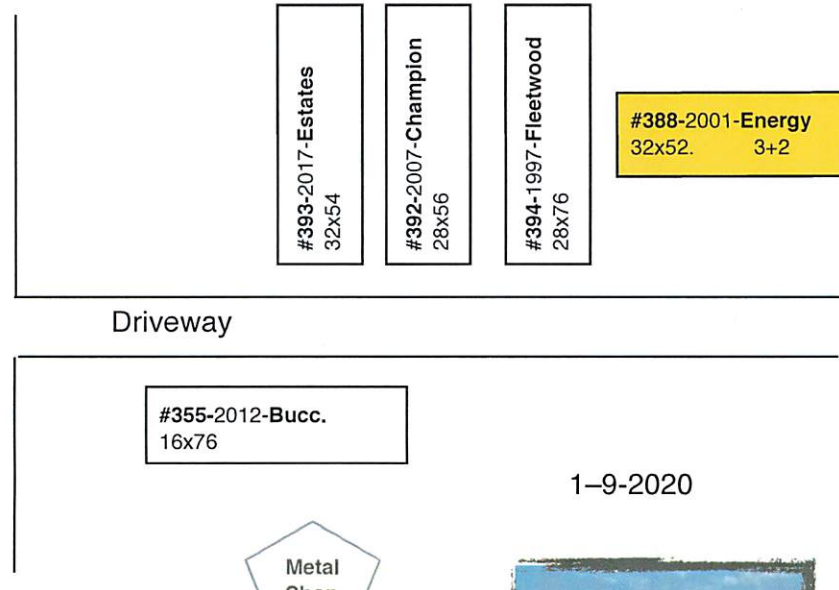 #393-2017-Estates
32x54
#392-2007-Champion
28x56
#394-1997-Fleetwood
28x76
#388-2001-Energy
32x52. 3+2
Driveway
#355-2012-Bucc.
16x76
1–9-2020
Metal
Shop